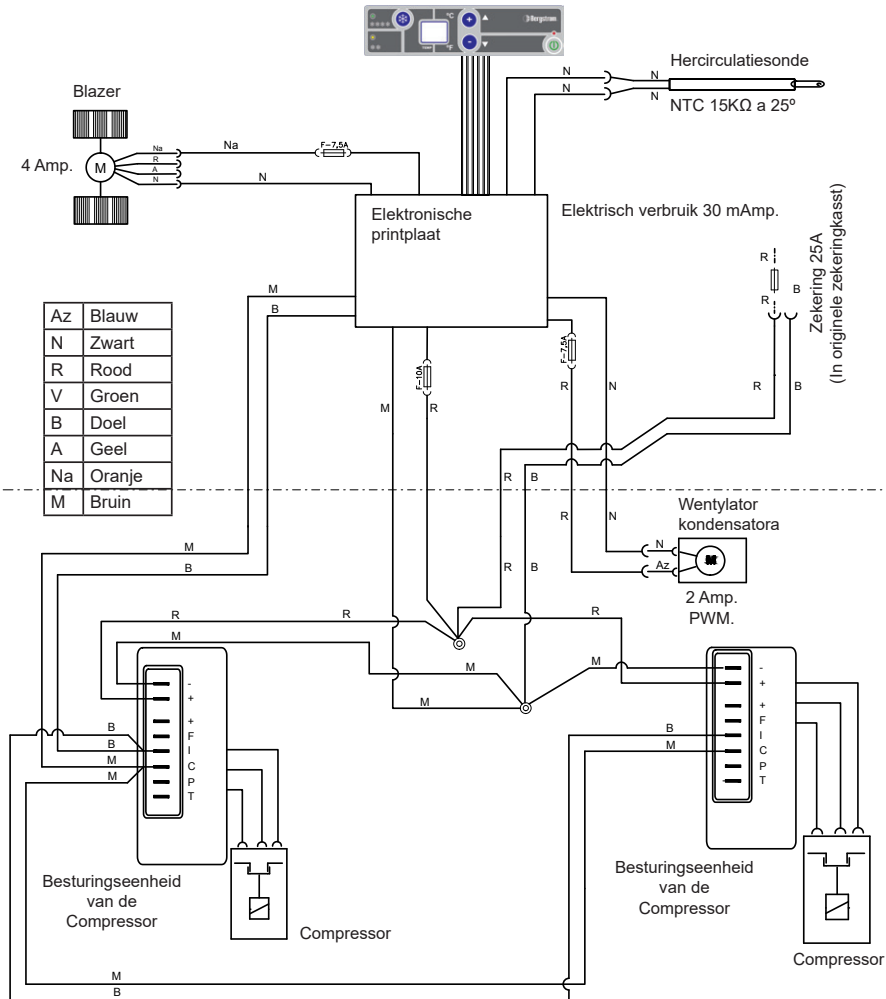 °C
Bergstrom
TEMP
°F
Hercirculatiesonde
N
N
N
N
NTC 15KΩ a 25º
Blazer
4 Amp.
M
Na
R
A
N
Na
F-7,5A
N
Elektronische
printplaat
Elektrisch verbruik 30 mAmp.
Zekering 25A
(In originele zekeringkasst)
R
R
B
R
B
M
B
Az Blauw
N Zwart
R Rood
V Groen
B Doel
A Geel
Na Oranje
M Bruin
F-10A
M
R
F-7,5A
R
N
R
B
R
N
Wentylator
kondensatora
N
Az
M
2 Amp.
PWM.
M
B
R
B
R
R
R
M
M
M
M
-
+
+
F
I
C
P
T
B
B
M
M
-
+
+
F
I
C
P
T
B
M
Besturingseenheid
van de
Compressor
Compressor
Besturingseenheid
van de
Compressor
Compressor
M
B